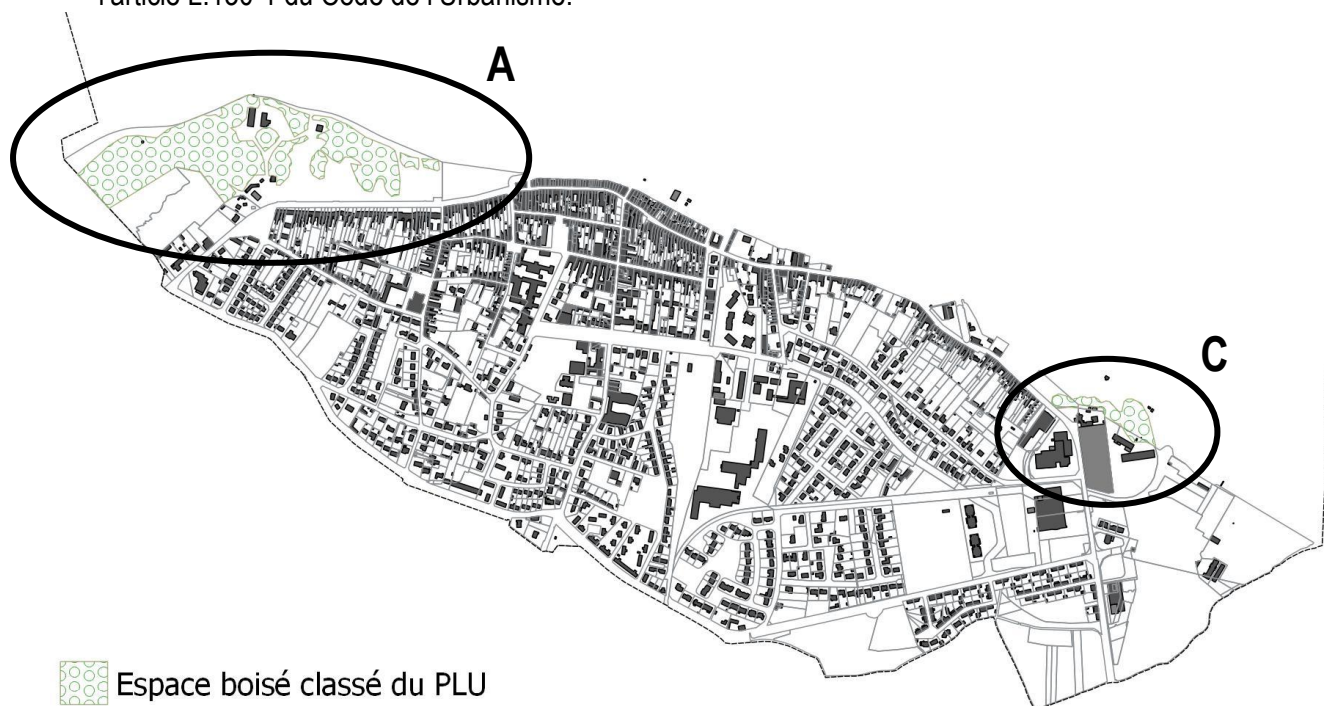 l'article L.130-1 du Code de l'Urbanisme.
A
C
Espace boisé classé du PLU